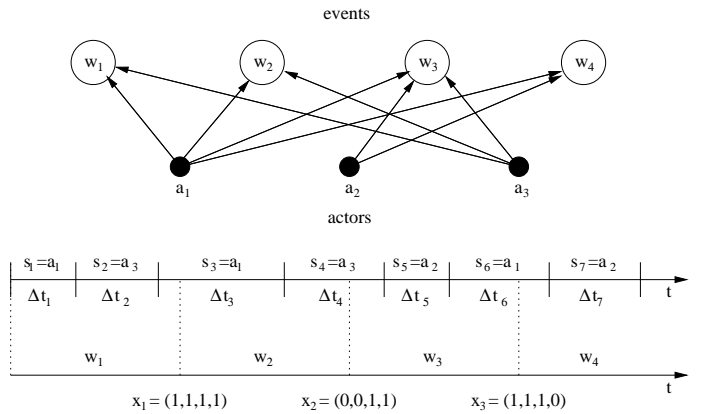 events
w1 w2 w3 w4
a1 a2 a3
actors
s1=a1 s2=a3 s3=a1 s4=a3 s5=a2 s6=a1 s7=a2
Δt1 Δt2 Δt3 Δt4 Δt5 Δt6 Δt7 t
w1 w2 w3 w4
t
x1 = (1,1,1,1) x2 = (0,0,1,1) x3 = (1,1,1,0)